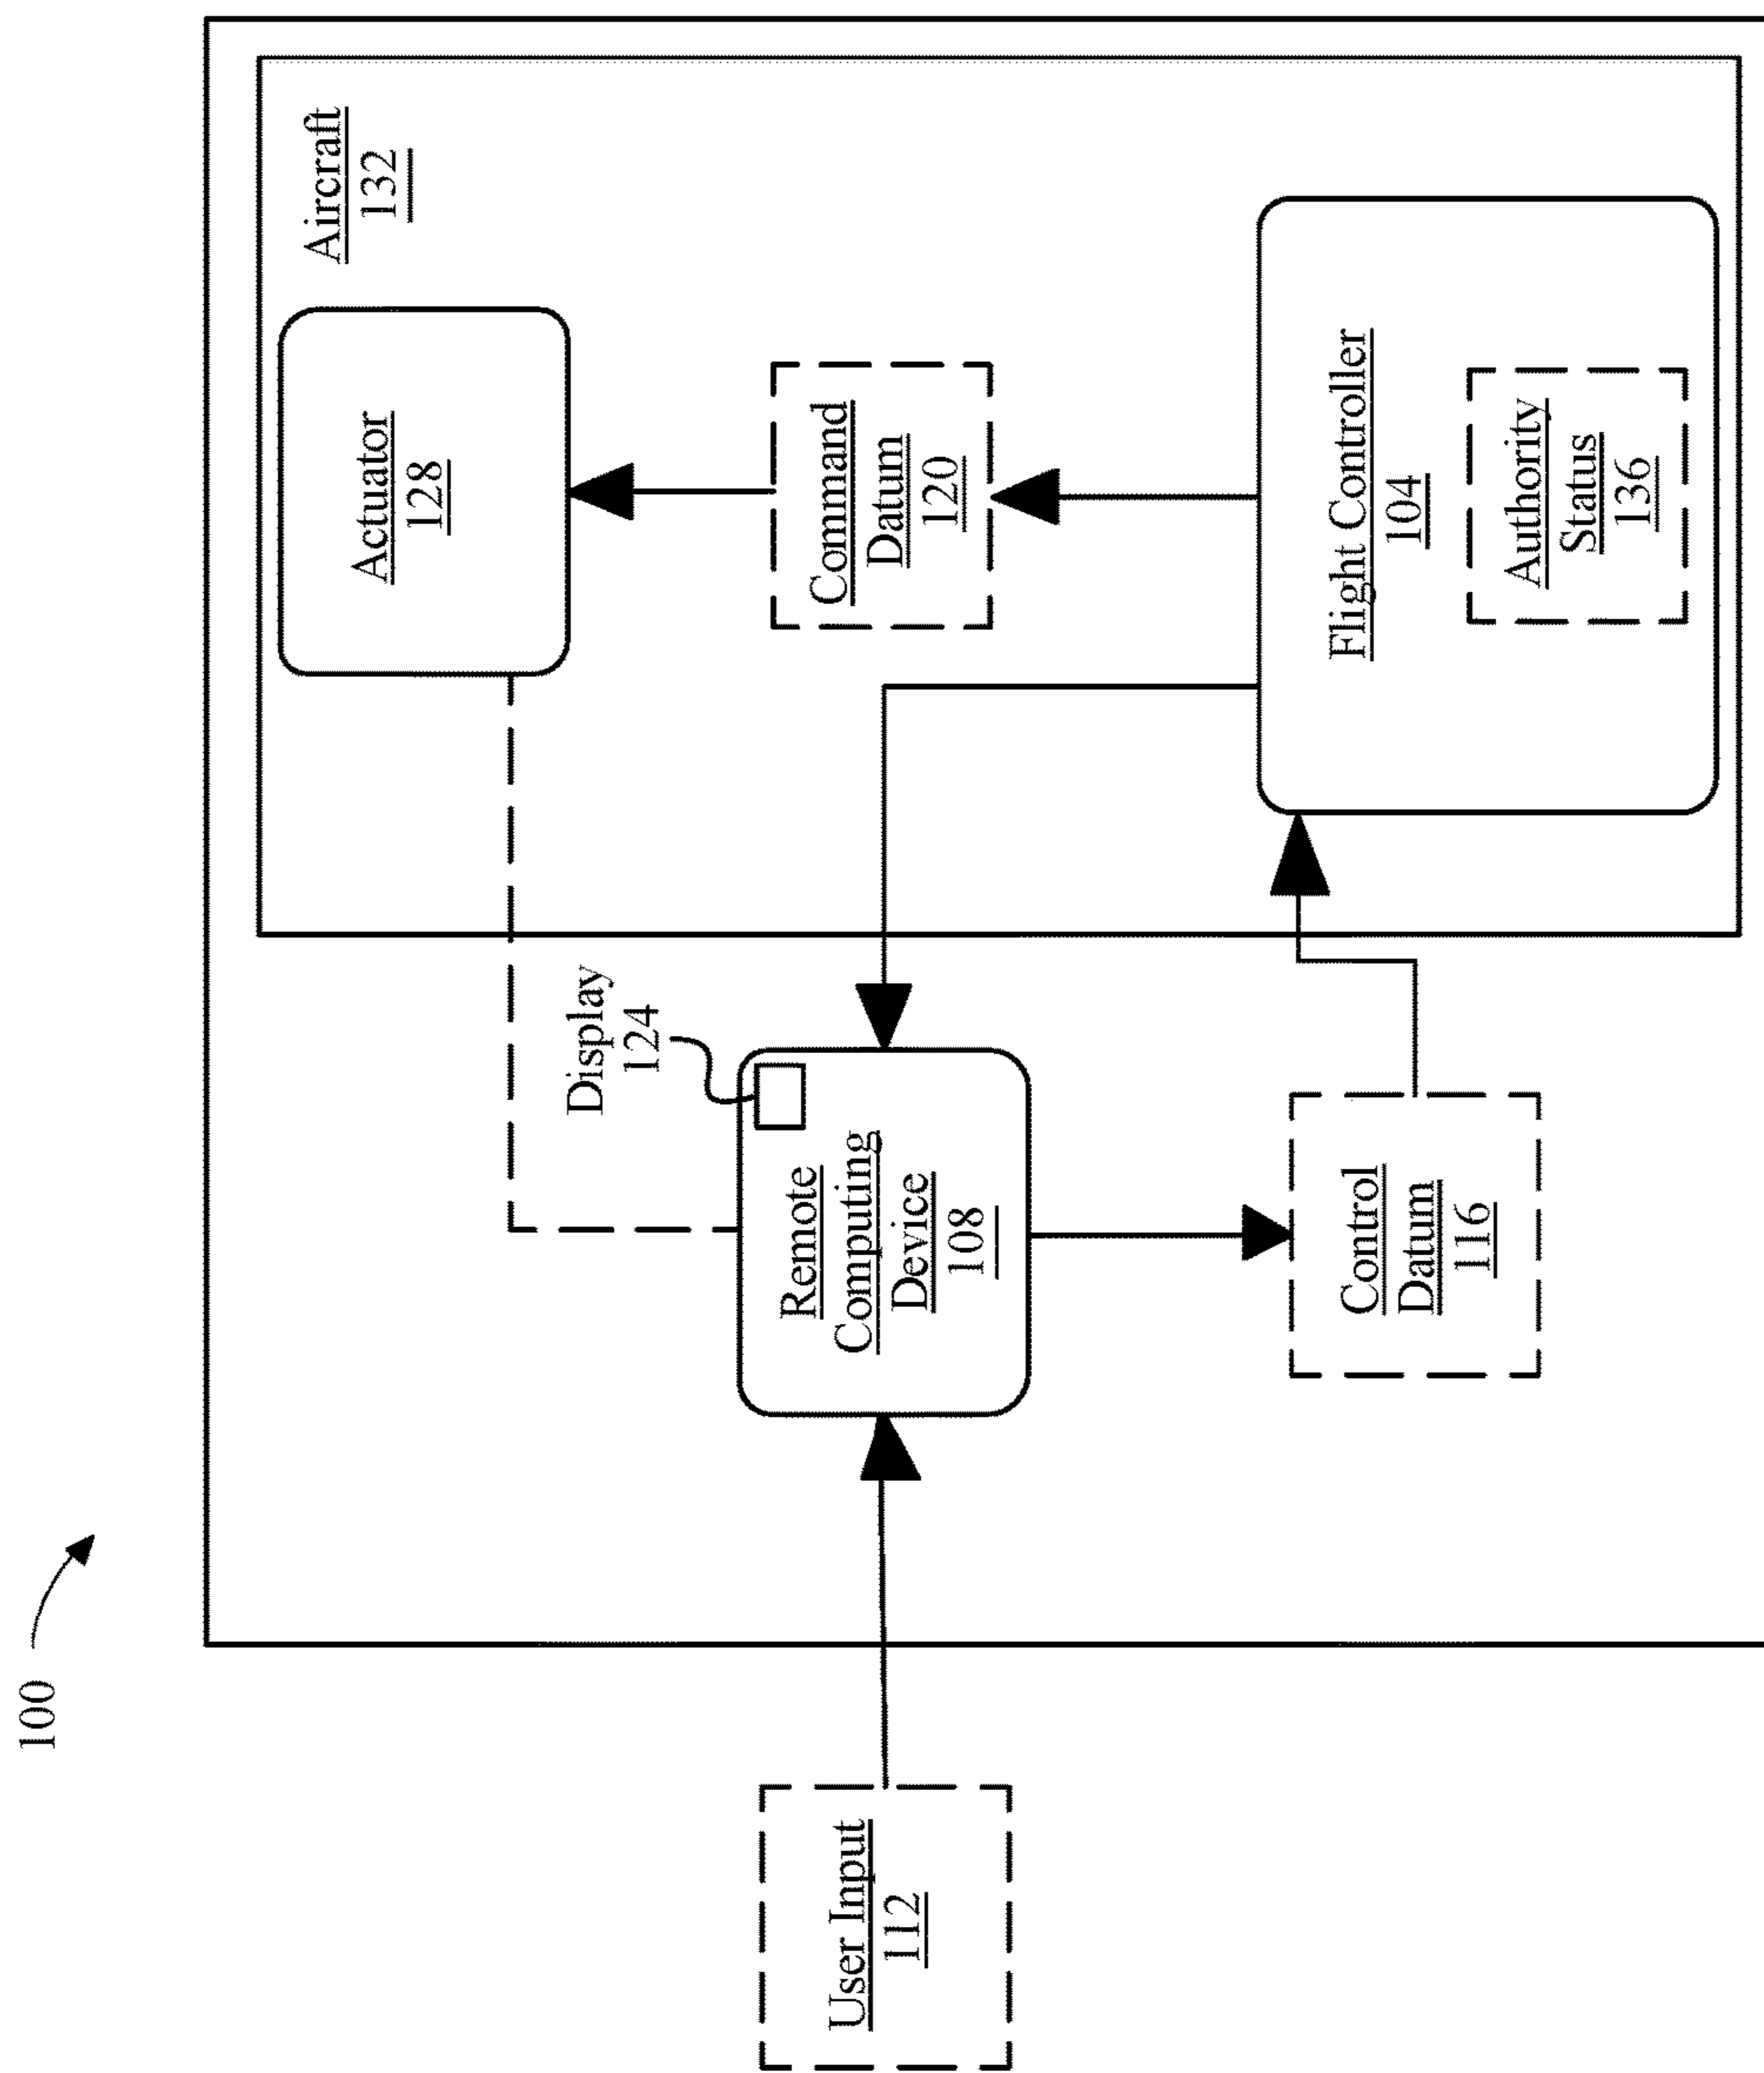 100
User Input
112
Remote
Computing
Device
108
Display
124
Control
Datum
116
Aircraft
132
Actuator
128
Command
Datum
120
Flight Controller
104
Authority
Status
136